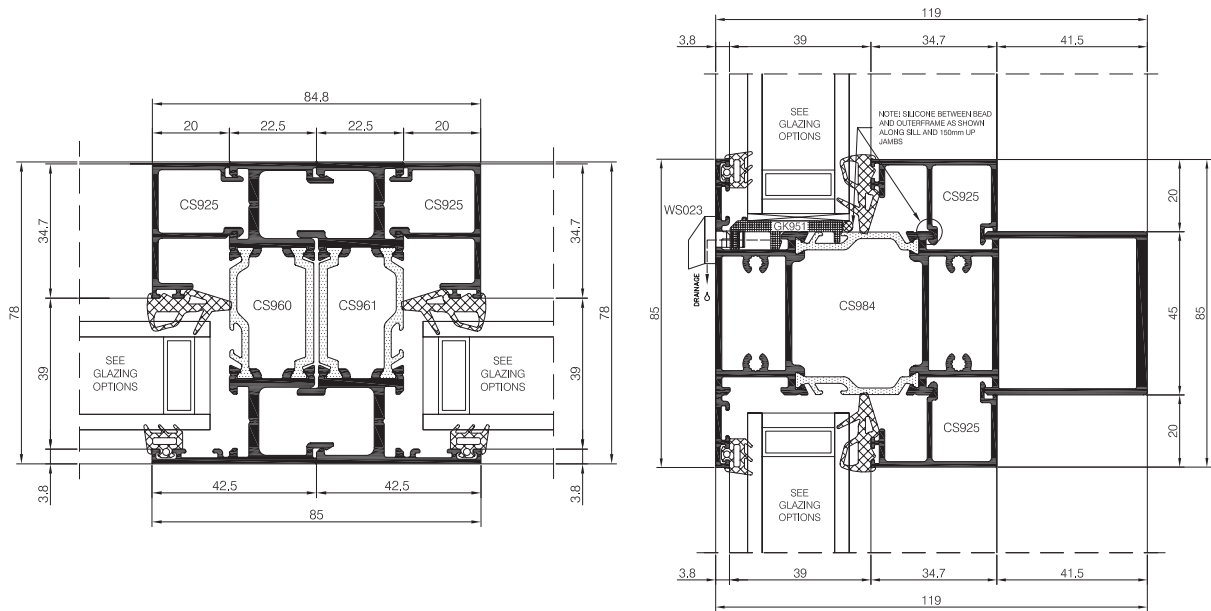 84.8
20
22.5
22.5
20
CS925
CS925
34.7
34.7
78
78
CS960
CS961
39
39
SEE
GLAZING
OPTIONS
SEE
GLAZING
OPTIONS
3.8
3.8
42.5
42.5
85
119
3.8
39
34.7
41.5
SEE
GLAZING
OPTIONS
NOTE! SILICONE BETWEEN BEAD
AND OUTERFRAME AS SHOWN
ALONG SILL AND 150mm UP
JAMBS
WS023
CS925
20
GK951
DRAINAGE
CS984
85
45
85
CS925
20
SEE
GLAZING
OPTIONS
3.8
39
34.7
41.5
119